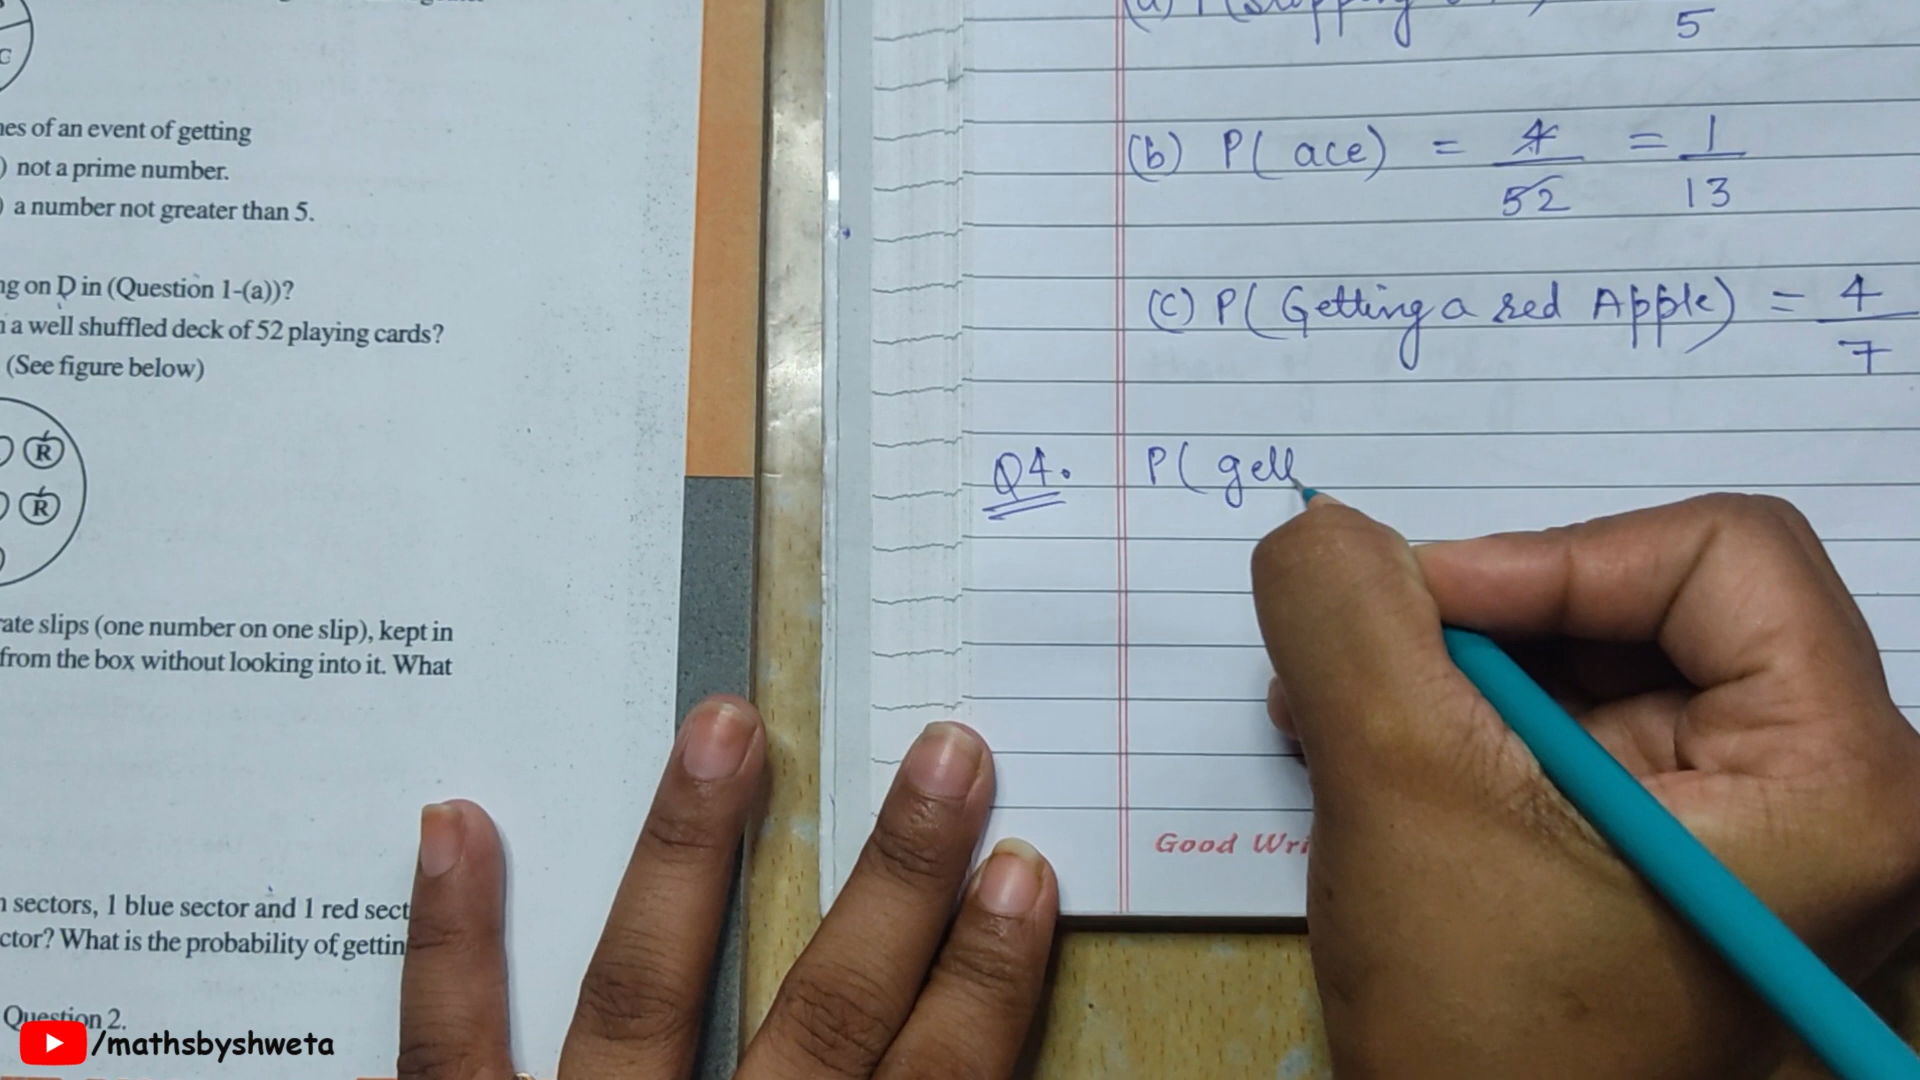 G
es of an event of getting
) not a prime number.
) a number not greater than 5.
g on D in (Question 1-(a))?
a well shuffled deck of 52 playing cards?
(See figure below)
R
R
ate slips (one number on one slip), kept in
from the box without looking into it. What
sectors, 1 blue sector and 1 red sect
ctor? What is the probability of gettin
Question 2.
/mathsbyshweta
5
(b) P( ace) = 4/52 = 1/13
(c) P( Getting a red Apple) = 4/7
Q4. P( gett
Good Wri